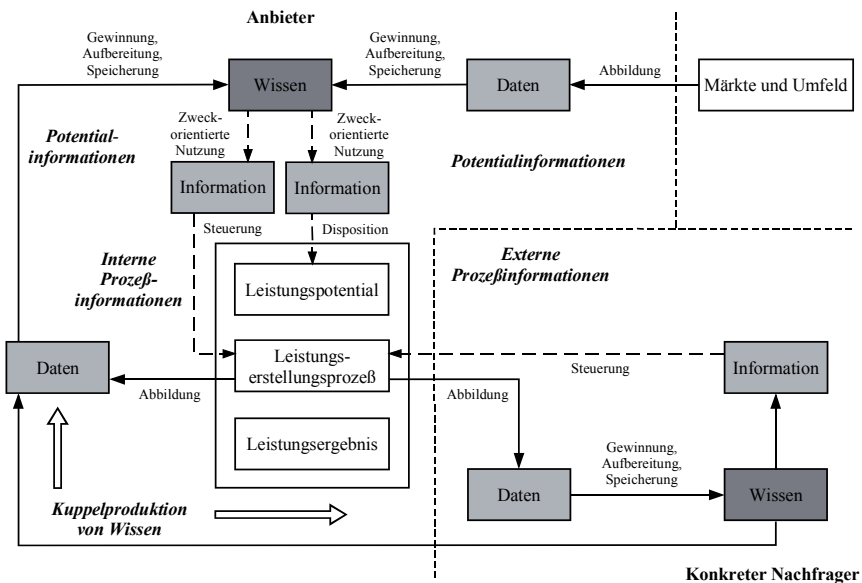 Anbieter
Gewinnung,
Aufbereitung,
Speicherung
Gewinnung,
Aufbereitung,
Speicherung
Abbildung
Wissen
Daten
Märkte und Umfeld
Zweck-
orientierte
Nutzung
Zweck-
orientierte
Nutzung
Potential-
informationen
Potentialinformationen
Information
Information
Steuerung
Disposition
Interne
Prozeß-
informationen
Externe
Prozeßinformationen
Leistungspotential
Daten
Leistungs-
erstellungsprozeß
Information
Steuerung
Abbildung
Abbildung
Leistungsergebnis
Gewinnung,
Aufbereitung,
Speicherung
Daten
Wissen
Kuppelproduktion
von Wissen
Konkreter Nachfrager